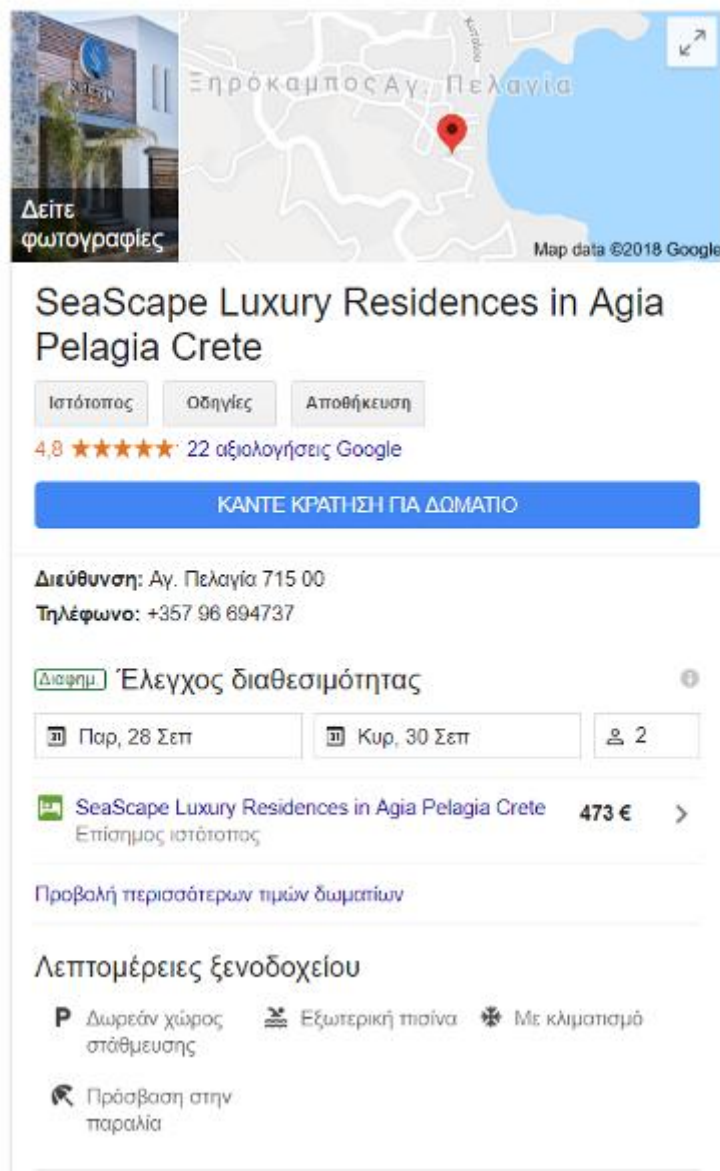 Ξηρόκαμπος Αγ. Πελαγία
Δείτε
φωτογραφίες
Map data ©2018 Google
SeaScape Luxury Residences in Agia
Pelagia Crete
Ιστότοπος Οδηγίες Αποθήκευση
4,8 ★★★★★ 22 αξιολογήσεις Google
ΚΑΝΤΕ ΚΡΑΤΗΣΗ ΓΙΑ ΔΩΜΑΤΙΟ
Διεύθυνση: Αγ. Πελαγία 715 00
Τηλέφωνο: +357 96 694737
Διαφημ. Έλεγχος διαθεσιμότητας
31 Παρ, 28 Σεπ 31 Κυρ, 30 Σεπ 2
SeaScape Luxury Residences in Agia Pelagia Crete 473 €
Επίσημος ιστότοπος
Προβολή περισσότερων τιμών δωματίων
Λεπτομέρειες ξενοδοχείου
P Δωρεάν χώρος στάθμευσης
Εξωτερική πισίνα
Με κλιματισμό
Πρόσβαση στην
παραλία